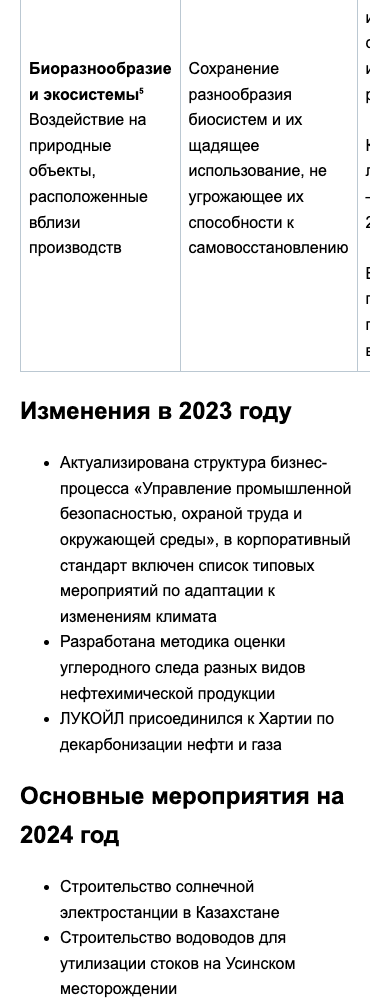 Биоразнообразие
и экосистемы⁵
Воздействие на
природные
объекты,
расположенные
вблизи
производств
Сохранение
разнообразия
биосистем и их
щадящее
использование, не
угрожающее их
способности к
самовосстановлению
Изменения в 2023 году
• Актуализирована структура бизнес-
процесса «Управление промышленной
безопасностью, охраной труда и
окружающей среды», в корпоративный
стандарт включен список типовых
мероприятий по адаптации к
изменениям климата
• Разработана методика оценки
углеродного следа разных видов
нефтехимической продукции
• ЛУКОЙЛ присоединился к Хартии по
декарбонизации нефти и газа
Основные мероприятия на
2024 год
• Строительство солнечной
электростанции в Казахстане
• Строительство водоводов для
утилизации стоков на Усинском
месторождении